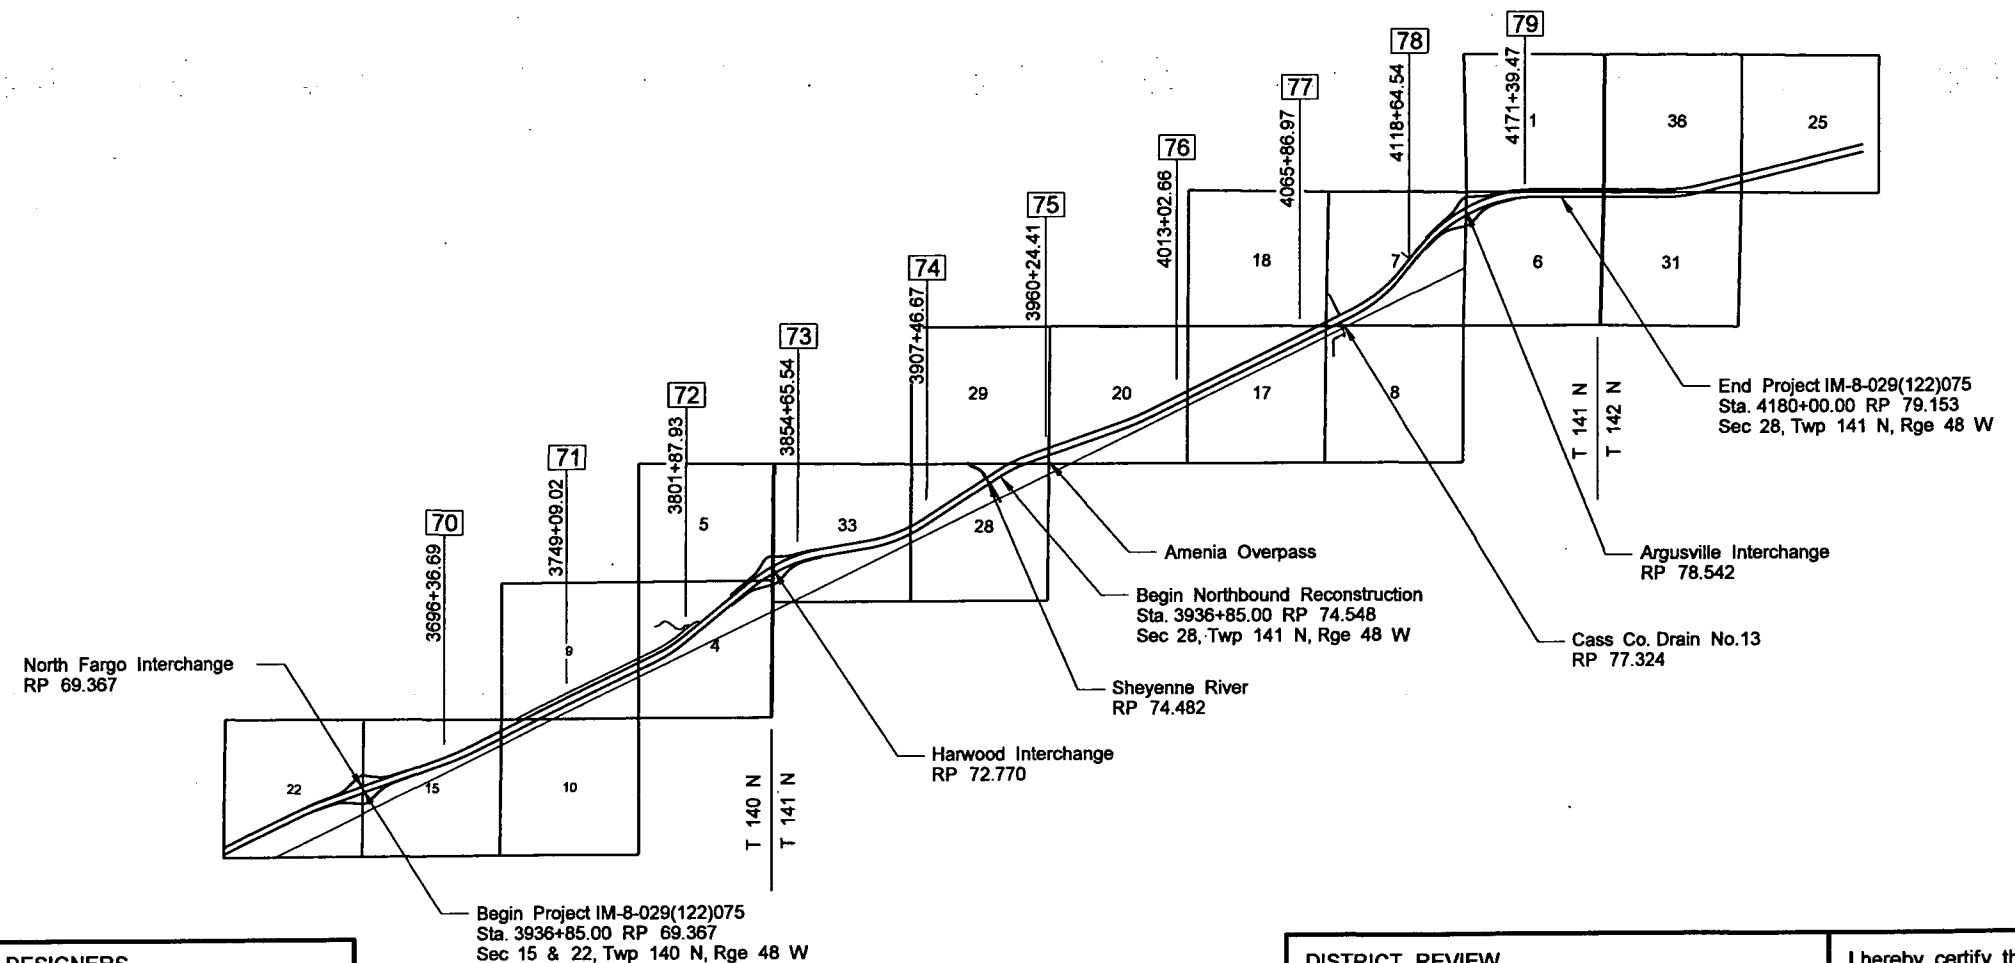 79
4171+39.47
78
4118+64.54
77
4065+86.97
76
4013+02.66
75
3960+24.41
74
3907+46.67
73
3854+65.54
72
3801+87.93
71
3749+09.02
70
3696+36.69
1
36
25
18
7
6
31
29
20
17
8
5
33
28
9
4
22
15
10
T 141 N
T 142 N
T 140 N
T 141 N
End Project IM-8-029(122)075
Sta. 4180+00.00 RP 79.153
Sec 28, Twp 141 N, Rge 48 W
Argusville Interchange
RP 78.542
Amenia Overpass
Begin Northbound Reconstruction
Sta. 3936+85.00 RP 74.548
Sec 28, Twp 141 N, Rge 48 W
Cass Co. Drain No.13
RP 77.324
North Fargo Interchange
RP 69.367
Sheyenne River
RP 74.482
Harwood Interchange
RP 72.770
Begin Project IM-8-029(122)075
Sta. 3936+85.00 RP 69.367
Sec 15 & 22, Twp 140 N, Rge 48 W
DESIGNERS
DISTRICT REVIEW
I hereby certify th